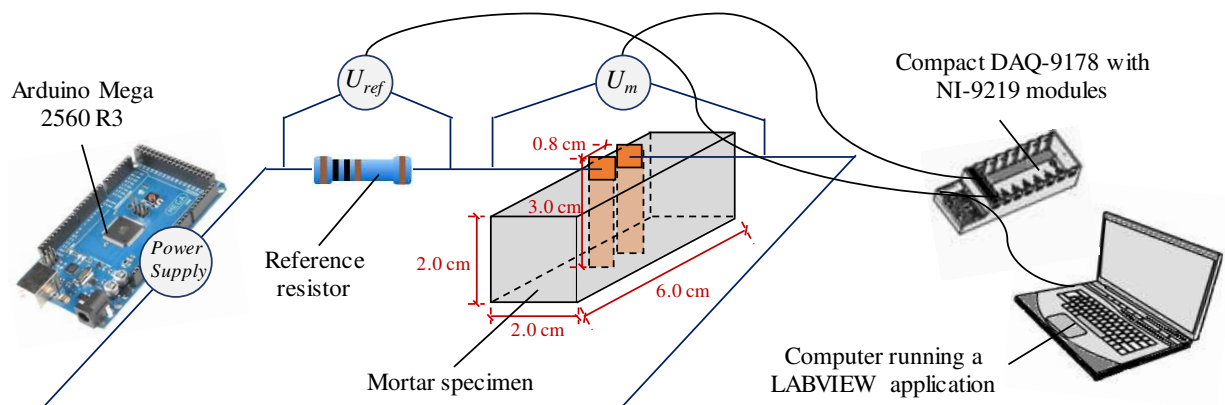 Arduino Mega
2560 R3
Power
Supply
U_ref
Reference
resistor
U_m
0.8 cm
3.0 cm
2.0 cm
2.0 cm
6.0 cm
Mortar specimen
Compact DAQ-9178 with
NI-9219 modules
Computer running a
LABVIEW application